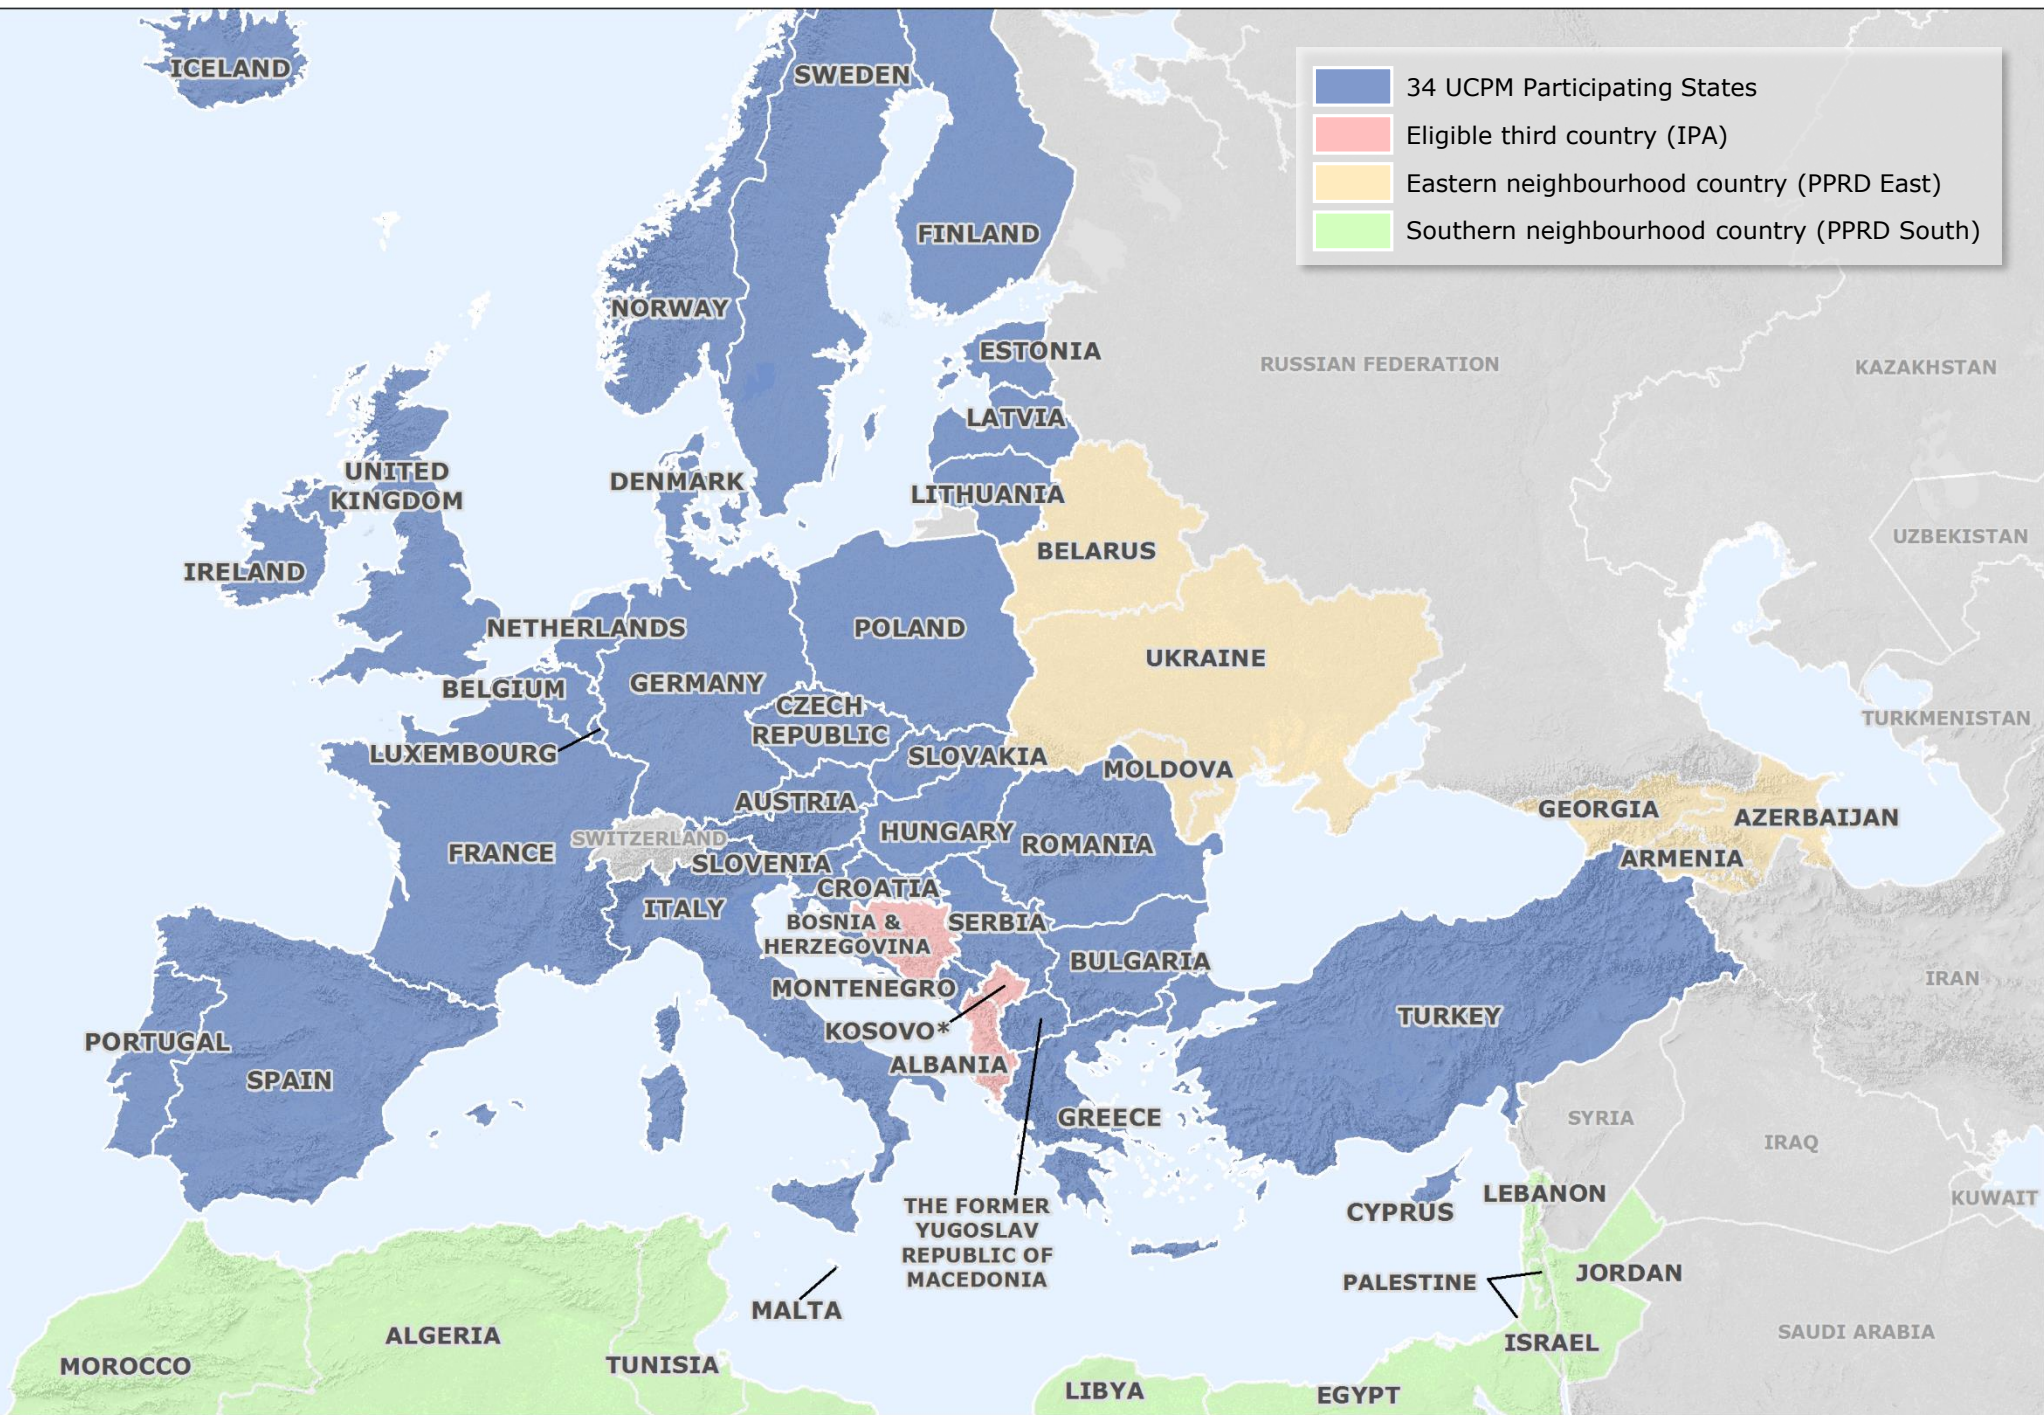 ICELAND
SWEDEN
34 UCPM Participating States
Eligible third country (IPA)
Eastern neighbourhood country (PPRD East)
Southern neighbourhood country (PPRD South)
FINLAND
NORWAY
ESTONIA
RUSSIAN FEDERATION
KAZAKHSTAN
LATVIA
UNITED
KINGDOM
DENMARK
LITHUANIA
UZBEKISTAN
BELARUS
IRELAND
NETHERLANDS
POLAND
UKRAINE
BELGIUM
GERMANY
CZECH
REPUBLIC
TURKMENISTAN
LUXEMBOURG
SLOVAKIA
MOLDOVA
AUSTRIA
GEORGIA
AZERBAIJAN
SWITZERLAND
HUNGARY
ROMANIA
FRANCE
SLOVENIA
ARMENIA
CROATIA
ITALY
BOSNIA &
HERZEGOVINA
SERBIA
BULGARIA
IRAN
MONTENEGRO
TURKEY
KOSOVO*
PORTUGAL
ALBANIA
SPAIN
GREECE
SYRIA
IRAQ
THE FORMER
YUGOSLAV
REPUBLIC OF
MACEDONIA
CYPRUS
LEBANON
KUWAIT
PALESTINE
JORDAN
MALTA
ALGERIA
ISRAEL
SAUDI ARABIA
MOROCCO
TUNISIA
LIBYA
EGYPT